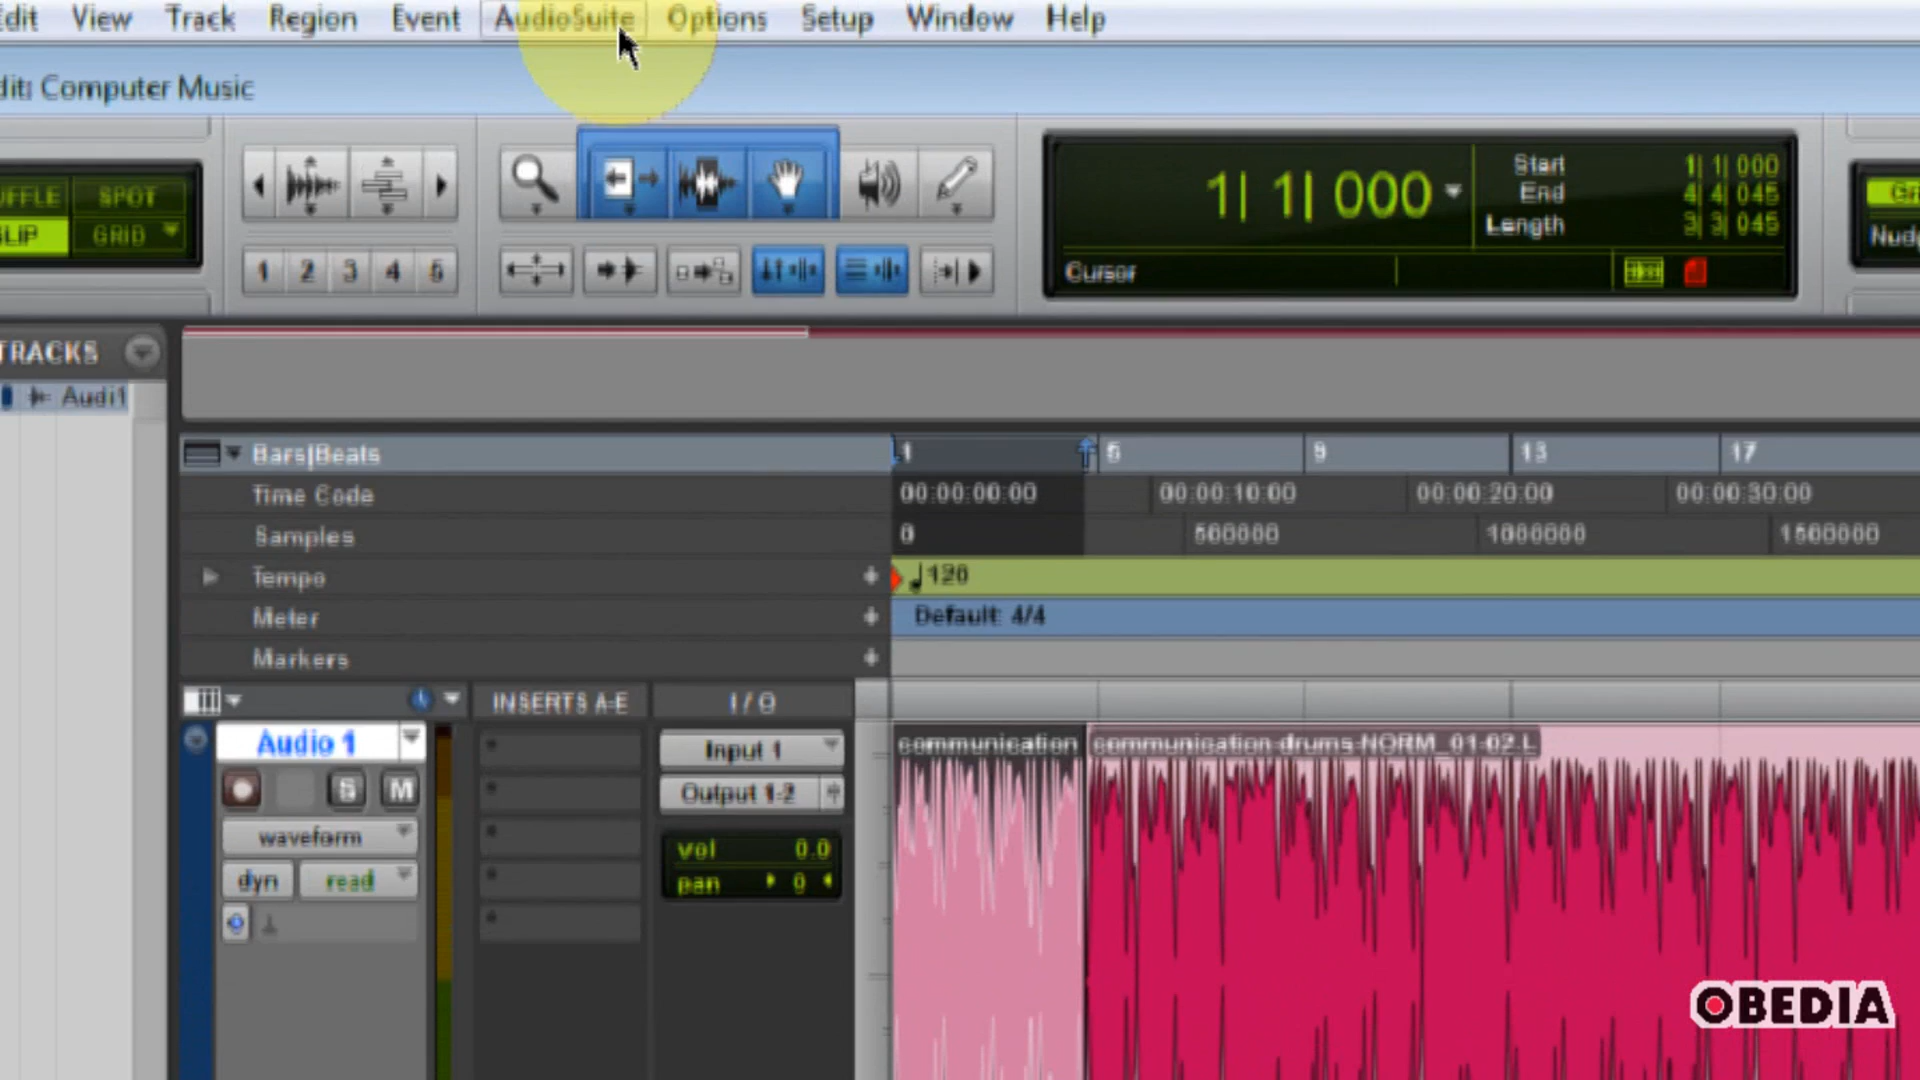 View Track Region Event AudioSuite Options Setup Window Help
Computer Music
SPOT
GRID
1 2 3 4 5
1| 1| 000
Start 1| 1| 000
End 4| 4| 045
Length 3| 3| 045
Cursor
TRACKS
Audi1
Bars|Beats 1 5 9 13 17
Time Code 00:00:00:00 00:00:10:00 00:00:20:00 00:00:30:00
Samples 0 500000 1000000 1500000
Tempo 120
Meter Default: 4/4
Markers
INSERTS A-E I / O
Audio 1
communication
communication drums-NORM_01-02.L
Input 1
S M
Output 1-2
waveform
vol 0.0
dyn read
pan 0
OBEDIA